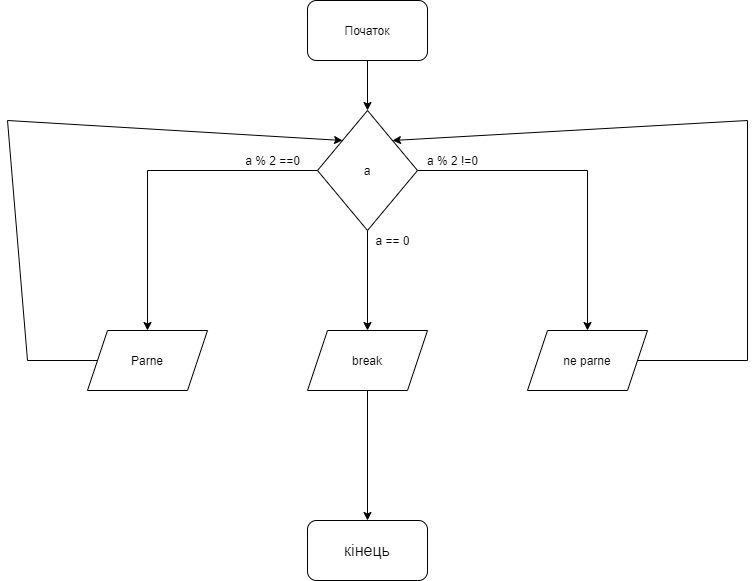 Початок
a % 2 ==0
a % 2 !=0
a
a == 0
Parne
break
ne parne
кінець